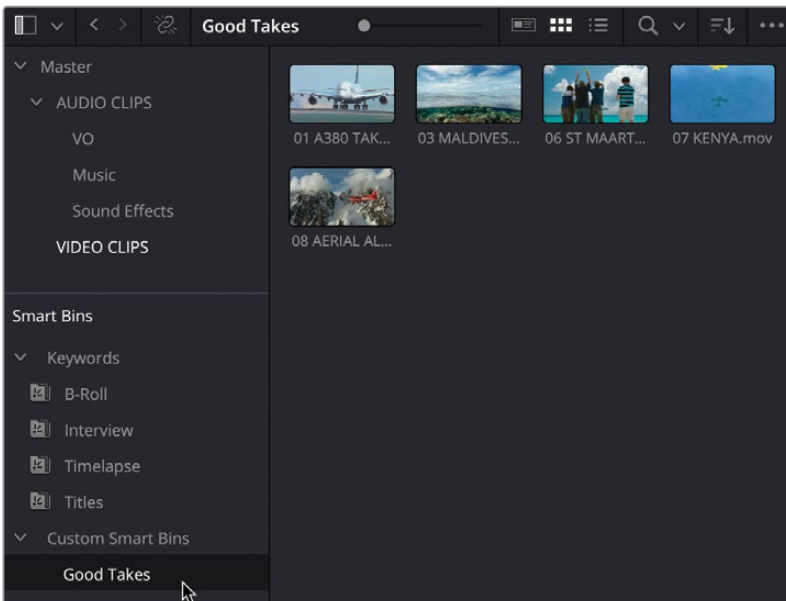 Good Takes
Master
AUDIO CLIPS
VO
Music
Sound Effects
VIDEO CLIPS
Smart Bins
Keywords
B-Roll
Interview
Timelapse
Titles
Custom Smart Bins
Good Takes
01 A380 TAK...
03 MALDIVES...
06 ST MAART...
07 KENYA.mov
08 AERIAL AL...